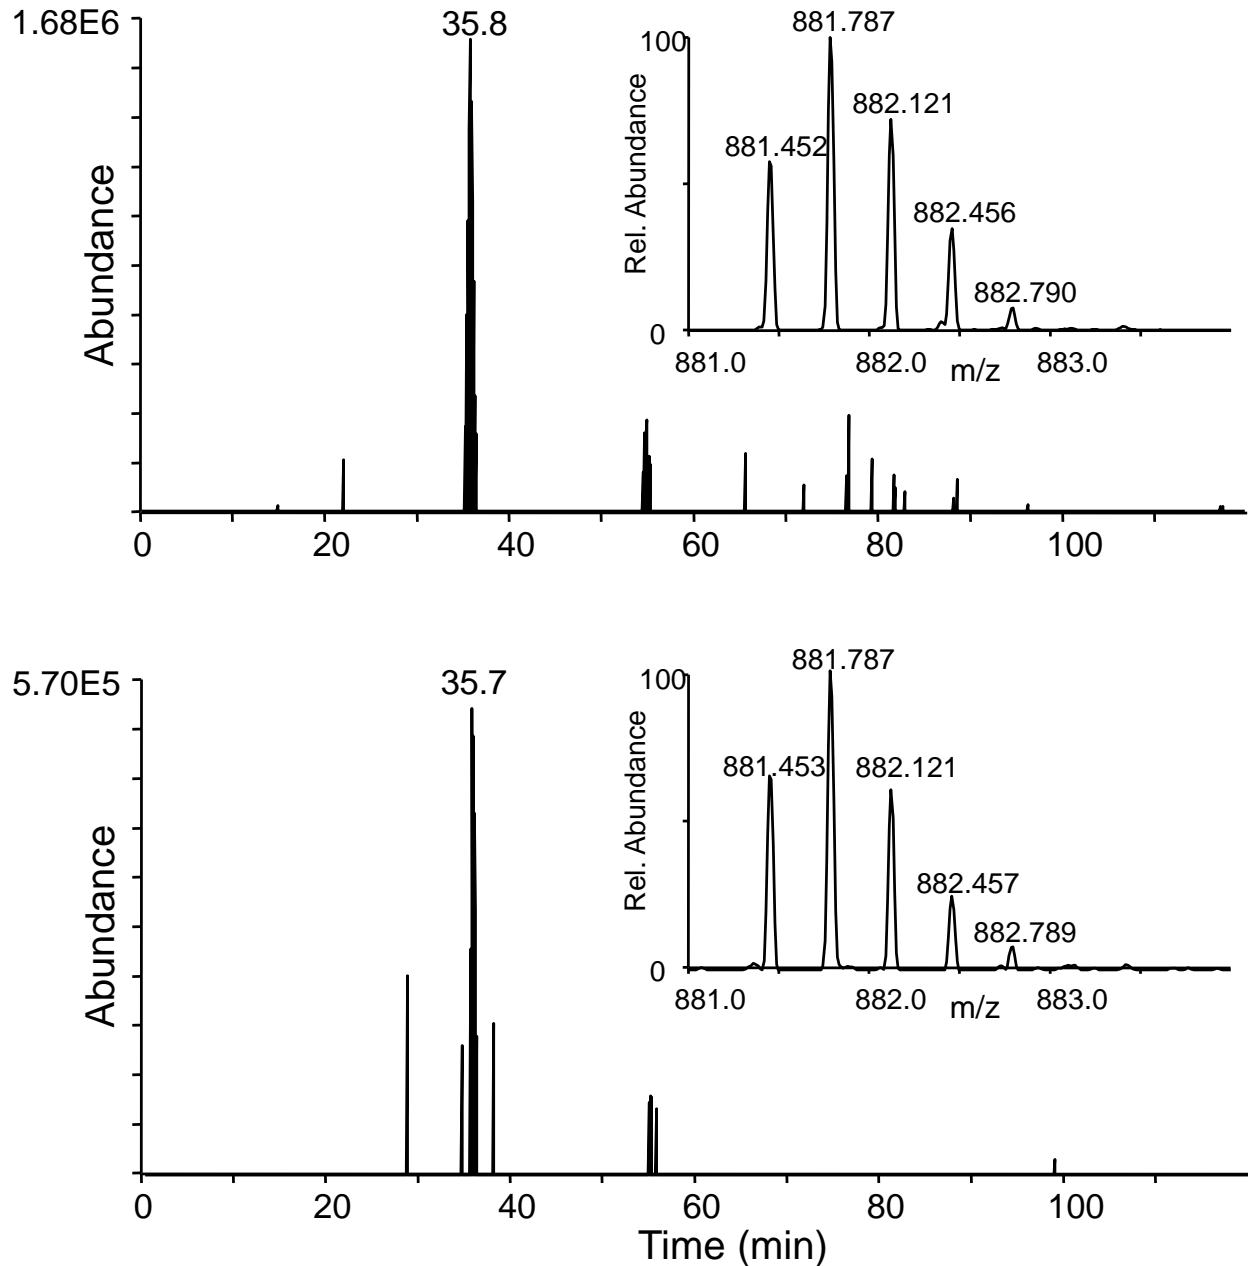 1.68E6
35.8
Abundance
0 20 40 60 80 100
881.787
100
882.121
881.452
882.456
882.790
Rel. Abundance
0
881.0 882.0 m/z 883.0
5.70E5
35.7
Abundance
0 20 40 60 80 100
Time (min)
881.787
100
881.453 882.121
882.457
882.789
Rel. Abundance
0
881.0 882.0 m/z 883.0